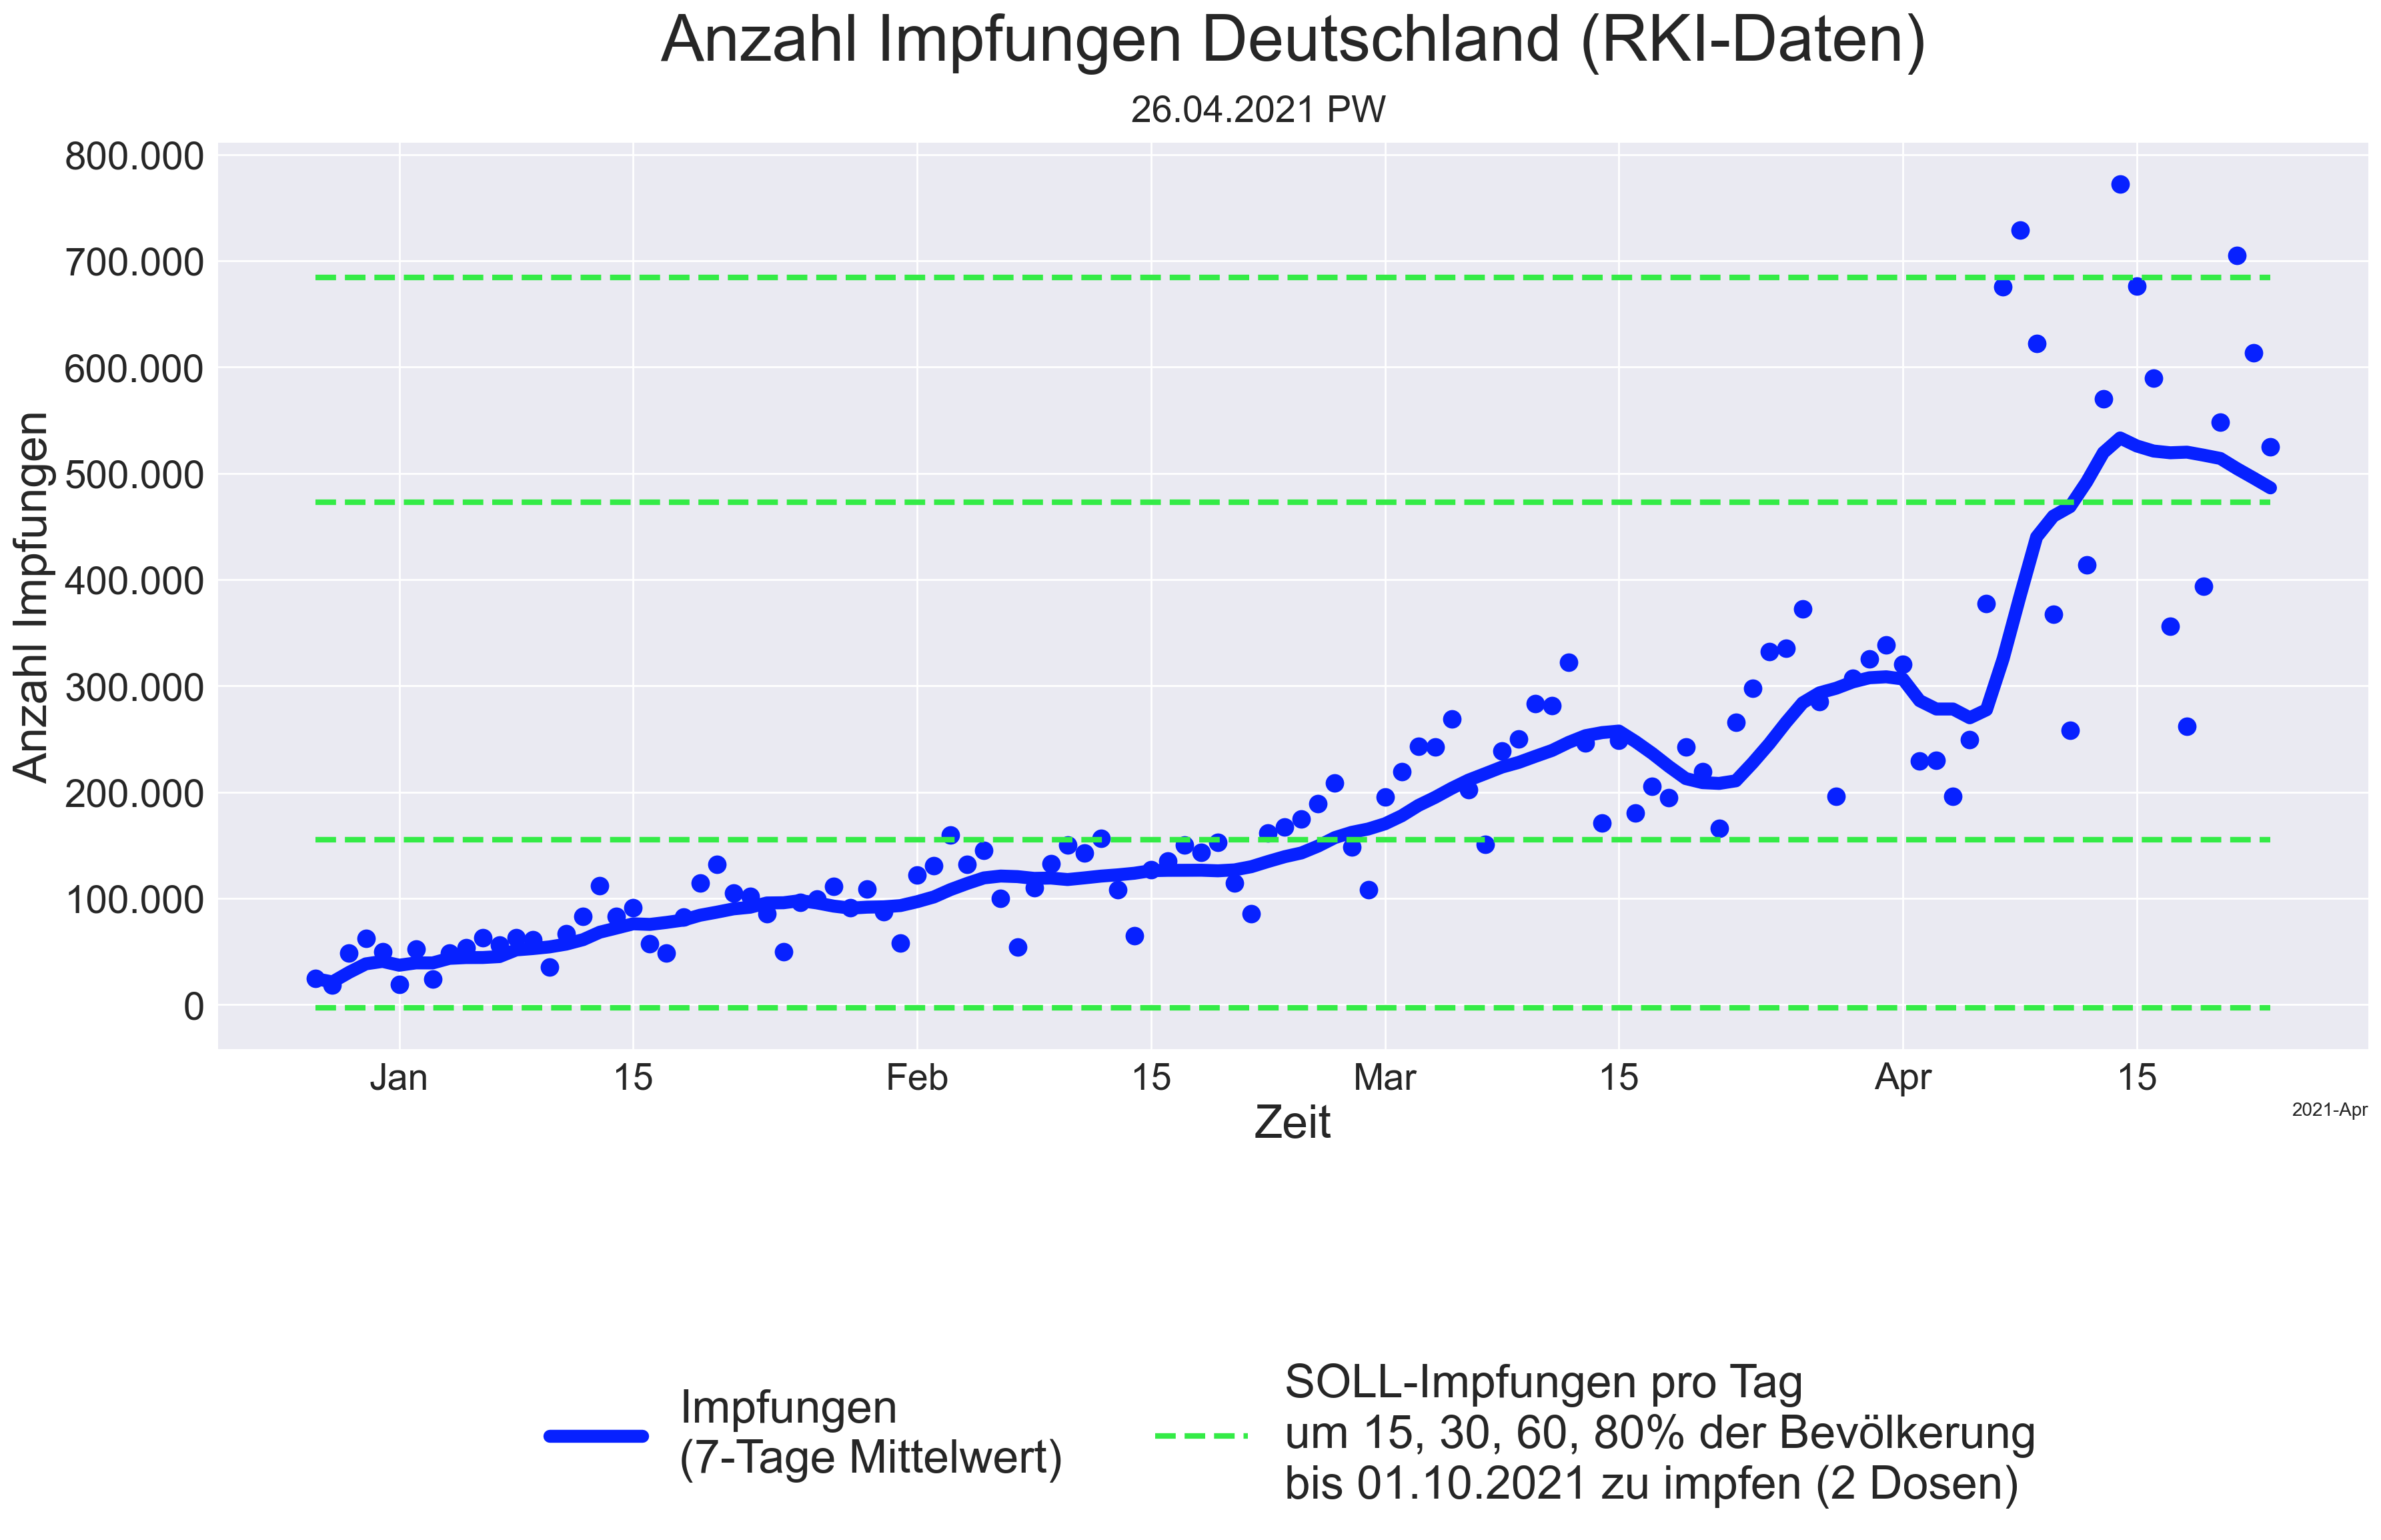 Anzahl Impfungen Deutschland (RKI-Daten)
26.04.2021 PW
Anzahl Impfungen
800.000
700.000
600.000
500.000
400.000
300.000
200.000
100.000
0
Jan 15 Feb 15 Mar 15 Apr 15
Zeit
2021-Apr
Impfungen
(7-Tage Mittelwert)
SOLL-Impfungen pro Tag
um 15, 30, 60, 80% der Bevölkerung
bis 01.10.2021 zu impfen (2 Dosen)